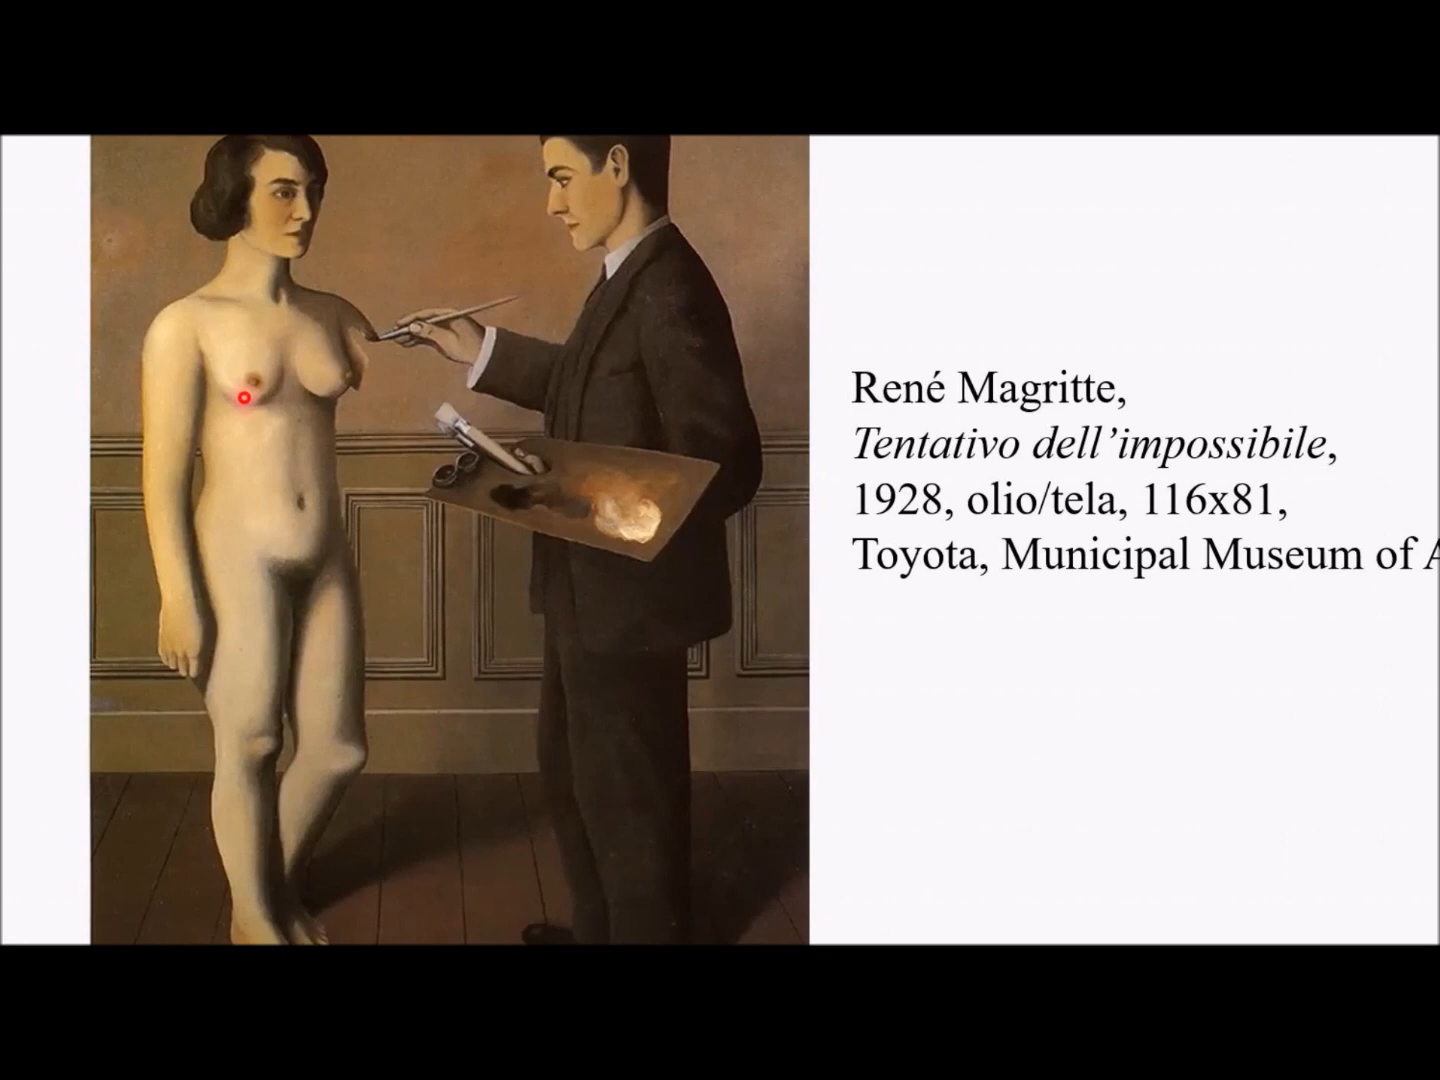 René Magritte,
Tentativo dell’impossibile,
1928, olio/tela, 116x81,
Toyota, Municipal Museum of